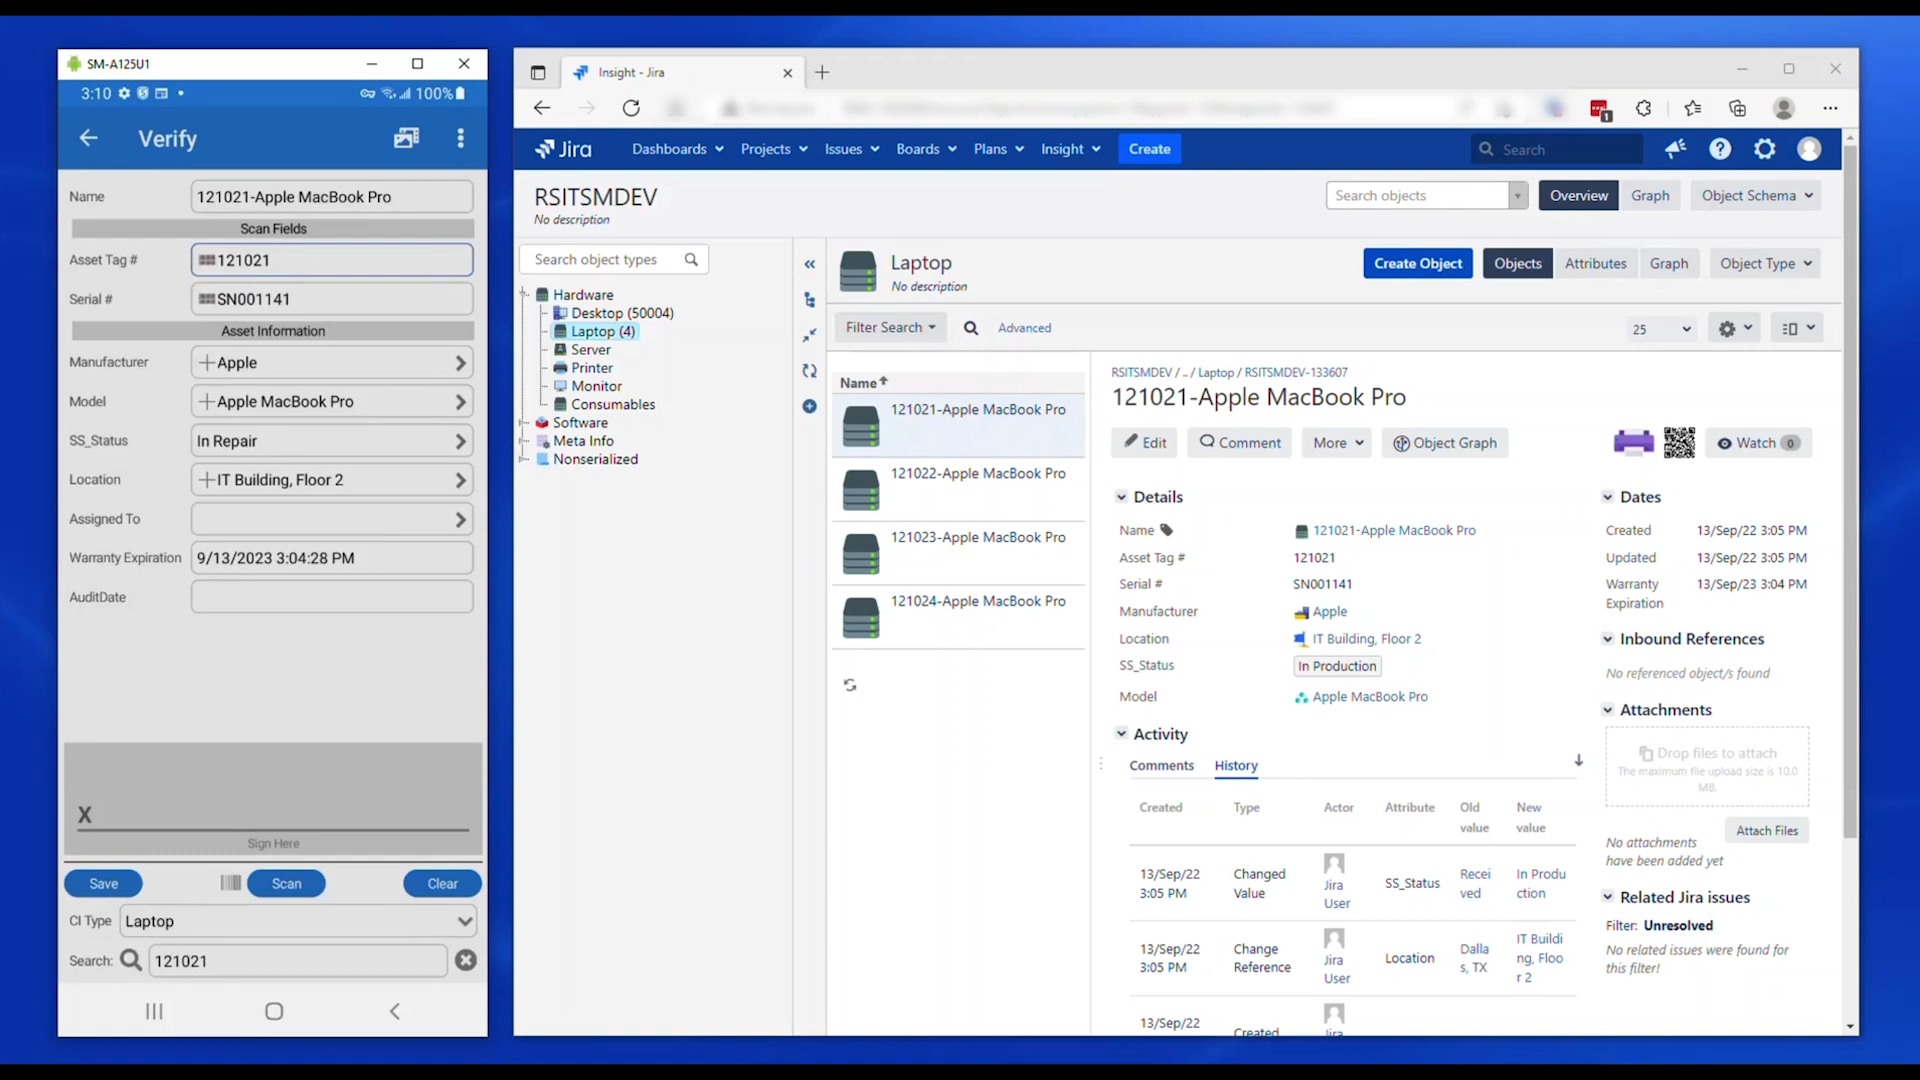 SM-A125U1
3:10
100%
Verify
Name
121021-Apple MacBook Pro
Scan Fields
Asset Tag #
121021
Serial #
SN001141
Asset Information
Manufacturer
Apple
Model
Apple MacBook Pro
SS_Status
In Repair
Location
IT Building, Floor 2
Assigned To
Warranty Expiration
9/13/2023 3:04:28 PM
AuditDate
X
Sign Here
Save
Scan
Clear
CI Type
Laptop
Search:
121021
Insight - Jira
1
Jira
Dashboards
Projects
Issues
Boards
Plans
Insight
Create
Search
RSITSMDEV
No description
Search objects
Overview
Graph
Object Schema
Search object types
Hardware
Desktop (50004)
Laptop (4)
Server
Printer
Monitor
Consumables
Software
Meta Info
Nonserialized
Laptop
No description
Create Object
Objects
Attributes
Graph
Object Type
Filter Search
Advanced
25
Name
121021-Apple MacBook Pro
121022-Apple MacBook Pro
121023-Apple MacBook Pro
121024-Apple MacBook Pro
RSITSMDEV / .. / Laptop / RSITSMDEV-133607
121021-Apple MacBook Pro
Edit
Comment
More
Object Graph
Watch 0
Details
Name
121021-Apple MacBook Pro
Asset Tag #
121021
Serial #
SN001141
Manufacturer
Apple
Location
IT Building, Floor 2
SS_Status
In Production
Model
Apple MacBook Pro
Activity
Comments
History
Created
Type
Actor
Attribute
Old
value
New
value
13/Sep/22
3:05 PM
Changed
Value
Jira
User
SS_Status
Recei
ved
In Produ
ction
13/Sep/22
3:05 PM
Change
Reference
Jira
User
Location
Dalla
s, TX
IT Buildi
ng, Floo
r 2
13/Sep/22
Created
Jira
Dates
Created
13/Sep/22 3:05 PM
Updated
13/Sep/22 3:05 PM
Warranty
Expiration
13/Sep/23 3:04 PM
Inbound References
No referenced object/s found
Attachments
Drop files to attach
The maximum file upload size is 10.0
MB.
Attach Files
No attachments
have been added yet
Related Jira issues
Filter: Unresolved
No related issues were found for
this filter!